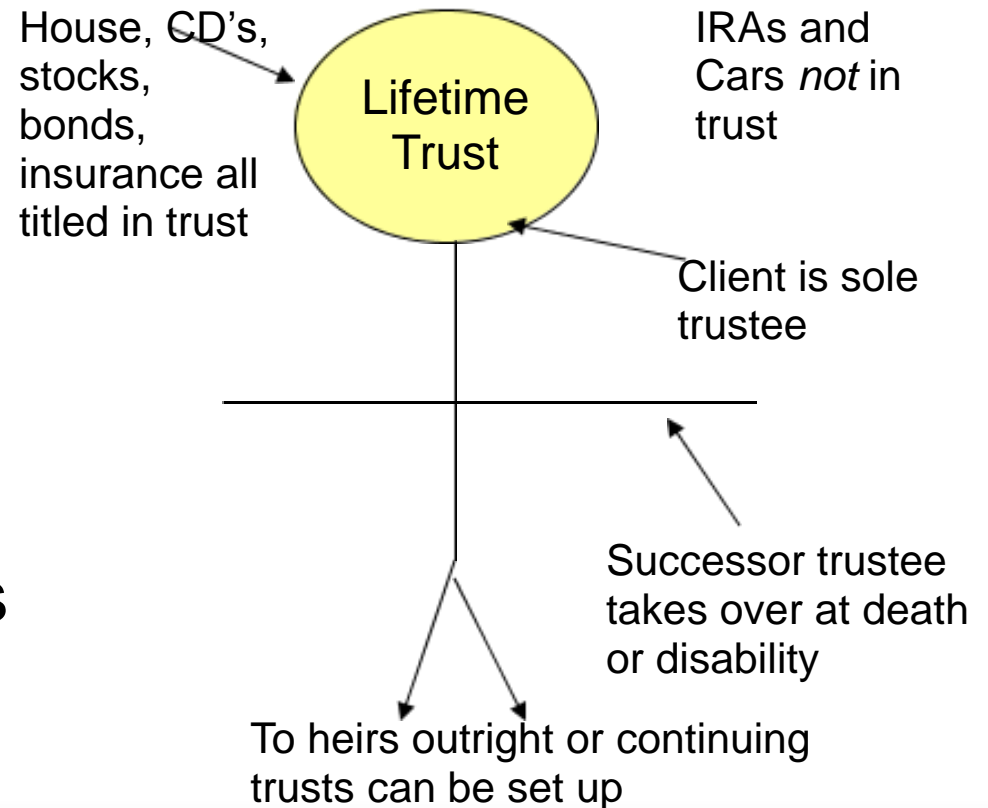 House, CD's,
stocks,
bonds,
insurance all
titled in trust
Lifetime
Trust
IRAs and
Cars not in
trust
Client is sole
trustee
s
Successor trustee
takes over at death
or disability
To heirs outright or continuing
trusts can be set up